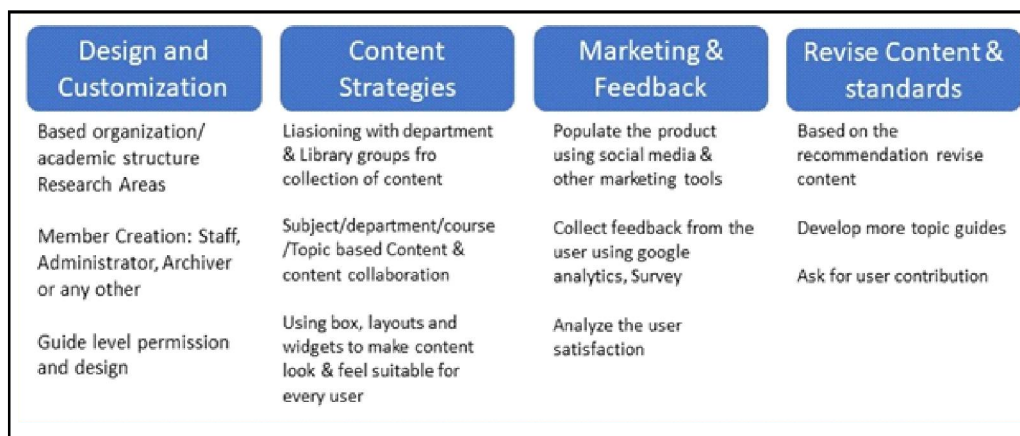 Design and
Customization
Based organization/
academic structure
Research Areas
Member Creation: Staff,
Administrator, Archiver
or any other
Guide level permission
and design
Content
Strategies
Liasioning with department
& Library groups fro
collection of content
Subject/department/course
/Topic based Content &
content collaboration
Using box, layouts and
widgets to make content
look & feel suitable for
every user
Marketing &
Feedback
Populate the product
using social media &
other marketing tools
Collect feedback from the
user using google
analytics, Survey
Analyze the user
satisfaction
Revise Content &
standards
Based on the
recommendation revise
content
Develop more topic guides
Ask for user contribution